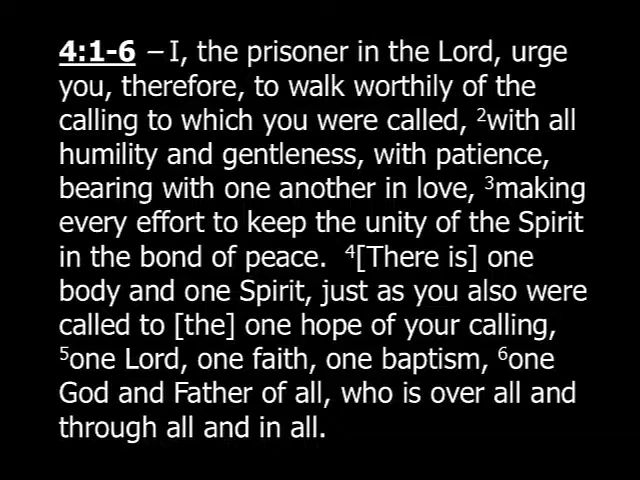 4:1-6 – I, the prisoner in the Lord, urge
you, therefore, to walk worthily of the
calling to which you were called, ²with all
humility and gentleness, with patience,
bearing with one another in love, ³making
every effort to keep the unity of the Spirit
in the bond of peace. ⁴[There is] one
body and one Spirit, just as you also were
called to [the] one hope of your calling,
⁵one Lord, one faith, one baptism, ⁶one
God and Father of all, who is over all and
through all and in all.